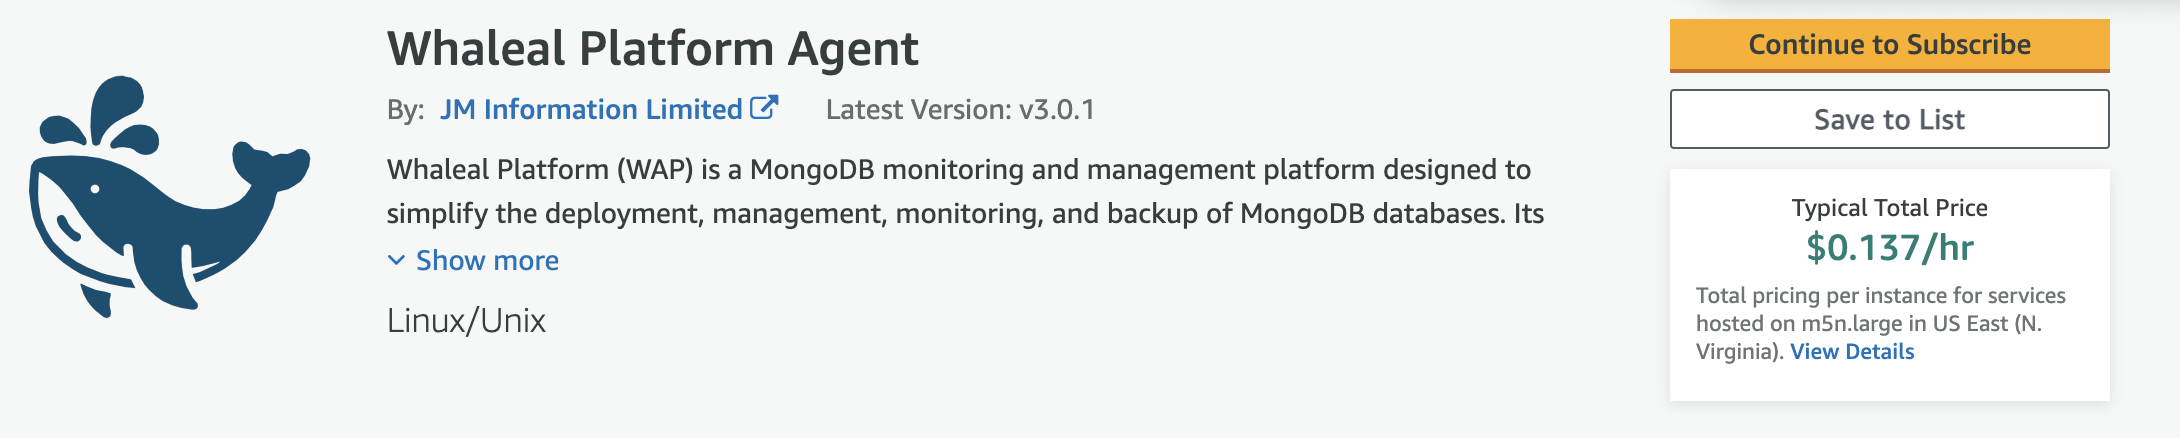 Whaleal Platform Agent
By: JM Information Limited Latest Version: v3.0.1
Whaleal Platform (WAP) is a MongoDB monitoring and management platform designed to
simplify the deployment, management, monitoring, and backup of MongoDB databases. Its
Show more
Linux/Unix
Continue to Subscribe
Save to List
Typical Total Price
$0.137/hr
Total pricing per instance for services
hosted on m5n.large in US East (N.
Virginia). View Details